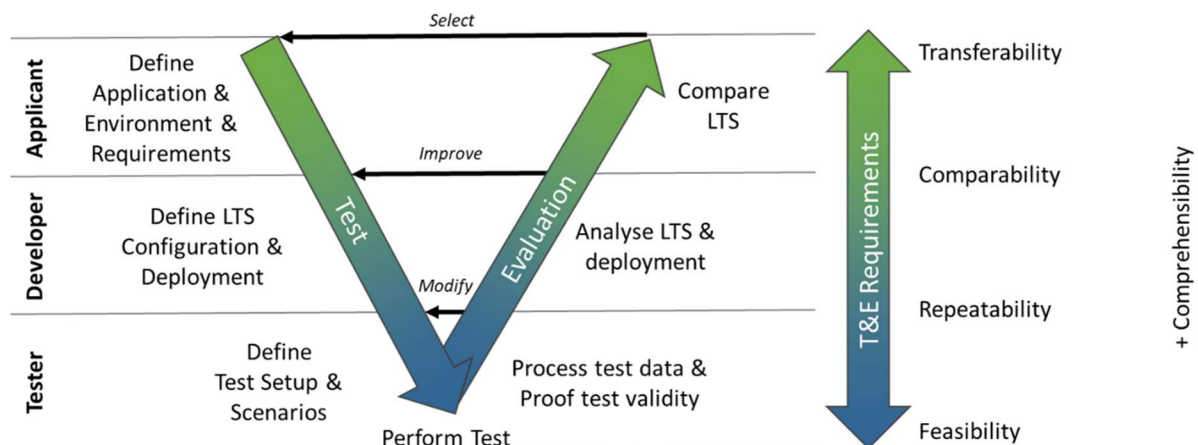 Select
Applicant
Define
Application &
Environment &
Requirements
Compare
LTS
Improve
Developer
Define LTS
Configuration &
Deployment
Test
Evaluation
Analyse LTS &
deployment
Modify
Tester
Define
Test Setup &
Scenarios
Process test data &
Proof test validity
Perform Test
T&E Requirements
Transferability
Comparability
Repeatability
Feasibility
+ Comprehensibility